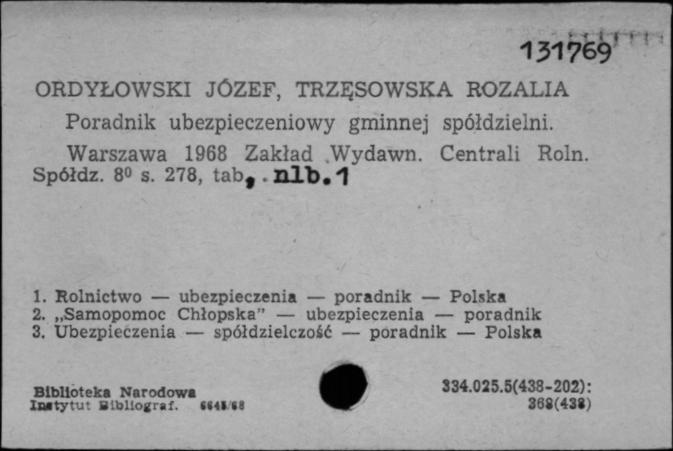 131769
ORDYŁOWSKI JÓZEF, TRZĘSOWSKA ROZALIA
Poradnik ubezpieczeniowy gminnej spółdzielni.
Warszawa 1968 Zakład Wydawn. Centrali Roln.
Spółdz. 8⁰ s. 278, tab, . nlb. 1
1. Rolnictwo — ubezpieczenia — poradnik — Polska
2. „Samopomoc Chłopska” — ubezpieczenia — poradnik
3. Ubezpieczenia — spółdzielczość — poradnik — Polska
Biblioteka Narodowa 334.025.5(438-202):
Instytut Bibliograf. 368(438)